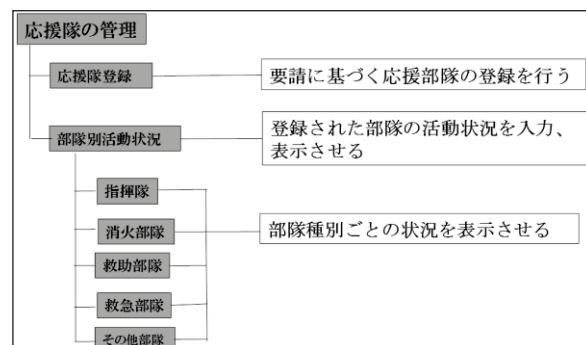 応援隊の管理
応援隊登録
要請に基づく応援部隊の登録を行う
部隊別活動状況
登録された部隊の活動状況を入力、
表示させる
指揮隊
消火部隊
部隊種別ごとの状況を表示させる
救助部隊
救急部隊
その他部隊